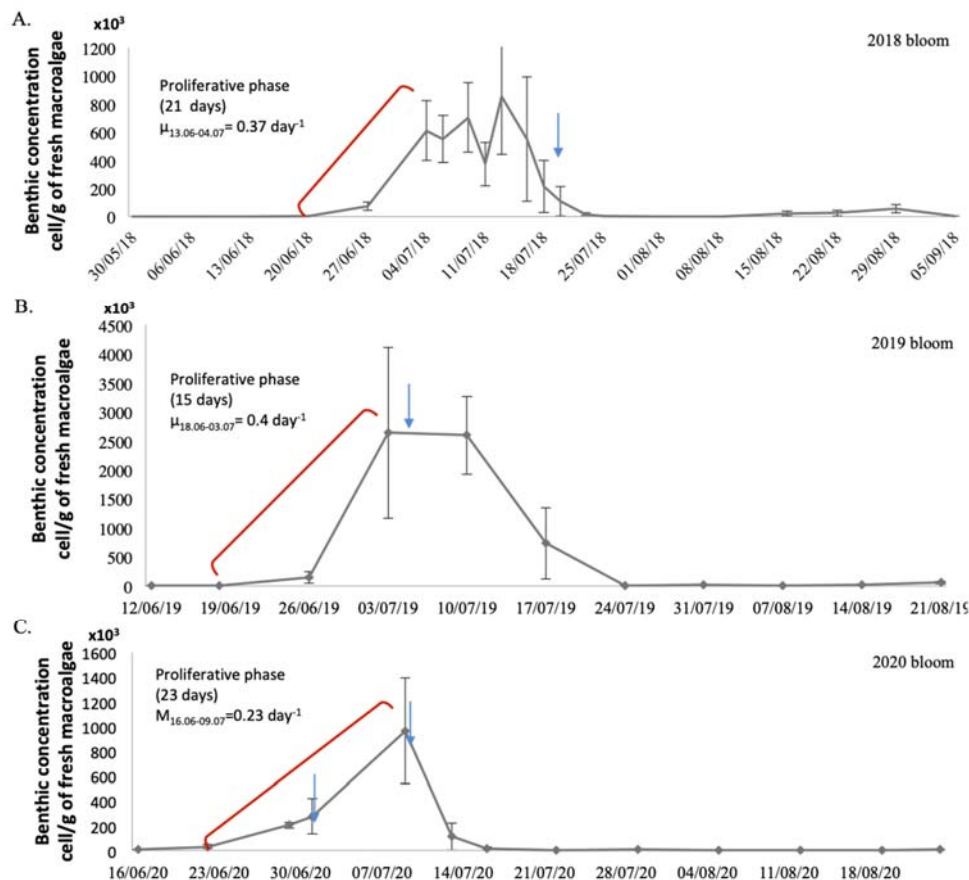 A.
x10³
Benthic concentration
cell/g of fresh macroalgae
1200
1000
800
600
400
200
0
2018 bloom
Proliferative phase
(21 days)
μ13.06-04.07= 0.37 day-1
30/05/18
06/06/18
13/06/18
20/06/18
27/06/18
04/07/18
11/07/18
18/07/18
25/07/18
01/08/18
08/08/18
15/08/18
22/08/18
29/08/18
05/09/18
B.
x10³
Benthic concentration
cell/g of fresh macroalgae
4500
4000
3500
3000
2500
2000
1500
1000
500
0
2019 bloom
Proliferative phase
(15 days)
μ18.06-03.07= 0.4 day-1
12/06/19 19/06/19 26/06/19 03/07/19 10/07/19 17/07/19 24/07/19 31/07/19 07/08/19 14/08/19 21/08/19
C.
x10³
Benthic concentration
cell/g of fresh macroalgae
1600
1400
1200
1000
800
600
400
200
0
2020 bloom
Proliferative phase
(23 days)
M16.06-09.07=0.23 day-1
16/06/20 23/06/20 30/06/20 07/07/20 14/07/20 21/07/20 28/07/20 04/08/20 11/08/20 18/08/20